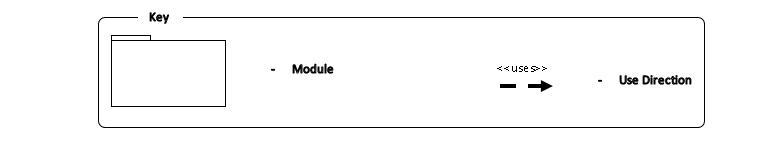 Key
- Module
<<uses>>
- Use Direction